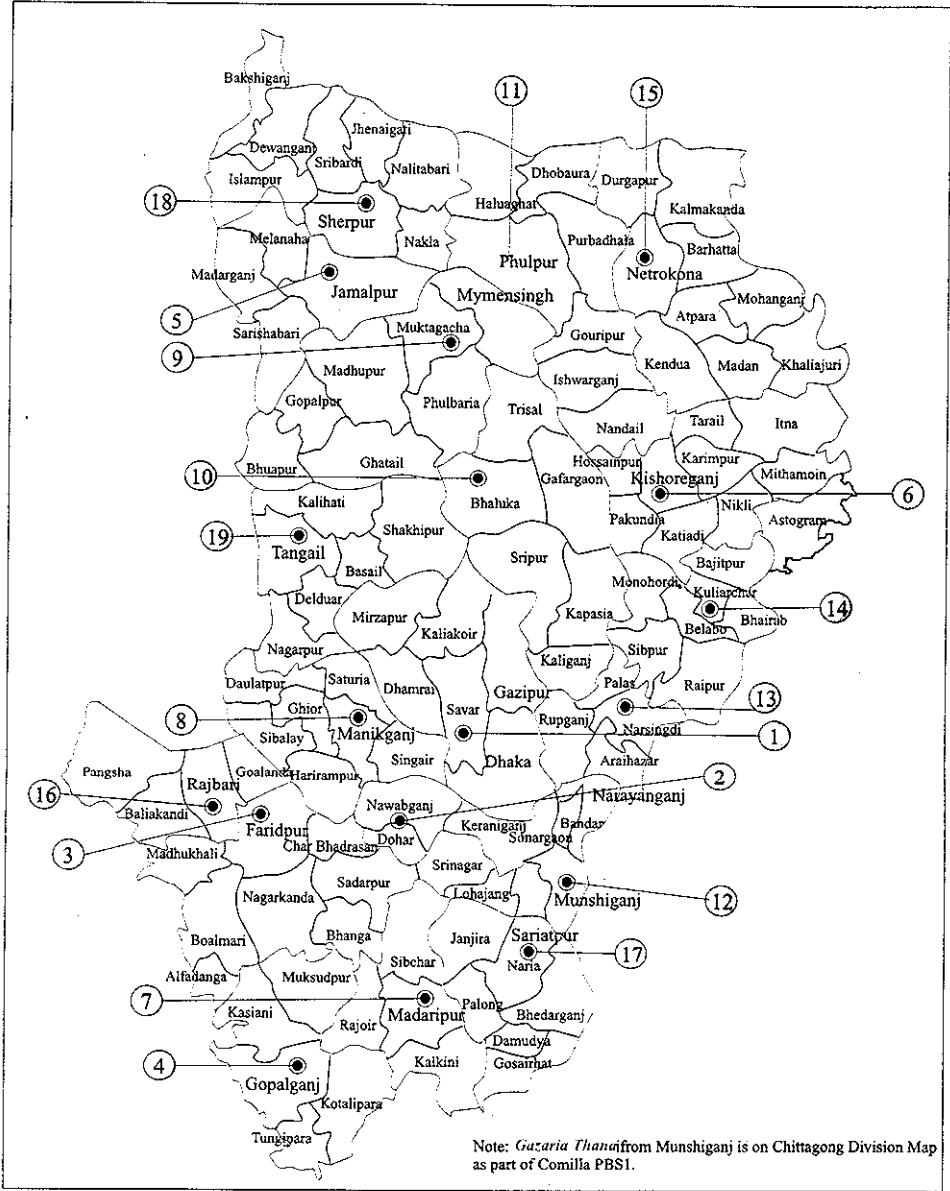 Bakshiganj
11
15
Jhenaigati
Dewanganj
Sribardi
Nalitabari
Dhobaura
Durgapur
Islampur
18
Haluaghat
Kalmakanda
Sherpur
Melanaha
Nakla
Purbadhala
Barhatta
Phulpur
Madarganj
Netrokona
Jamalpur
Mymensingh
Mohanganj
5
Atpara
Sarishabari
Muktagacha
Gouripur
9
Madhupur
Kendua
Madan
Khaliajuri
Ishwarganj
Gopalpur
Phulbaria
Trisal
Nandail
Tarail
Itna
Bhuapur
Ghatail
Hossainpur
Karimpur
10
Gafargaon
Kishoreganj
Mithamoin
Kalihati
Bhaluka
6
Nikli
Pakundia
Astogram
19
Shakhipur
Katiadi
Tangail
Sripur
Bajitpur
Basail
Monohordi
Delduar
Kuliarchar
14
Mirzapur
Kapasia
Bhairab
Kaliakoir
Belabo
Nagarpur
Sibpur
Kaliganj
Saturia
Daulatpur
Dhamrai
Gazipur
Palas
Raipur
Ghior
Savar
13
8
Manikganj
Rupganj
Narsingdi
Sibalay
1
Singair
Dhaka
Araihazar
Pangsha
Goalanda
Harirampur
2
Rajbari
Narayanganj
16
Nawabganj
Baliakandi
Faridpur
Keraniganj
Bandar
Dohar
Sonargaon
3
Char Bhadrasan
Madhukhali
Srinagar
Sadarpur
Lohajang
Nagarkanda
Munshiganj
12
Bhanga
Janjira
Sariatpur
Boalmari
17
Sibchar
Naria
Alfadanga
Muksudpur
7
Palong
Kasiani
Madaripur
Bhedarganj
Rajoir
Damudya
Kalkini
Gosairhat
4
Gopalganj
Kotalipara
Tungipara
Note: Gazaria Thana from Munshiganj is on Chittagong Division Map
as part of Comilla PBS1.